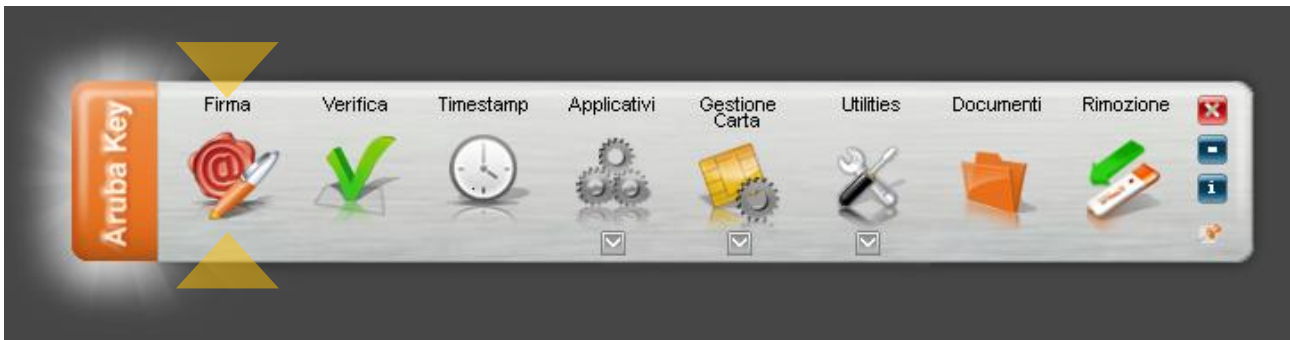 Aruba Key
Firma
Verifica
Timestamp
Applicativi
Gestione
Carta
Utilities
Documenti
Rimozione
@
i